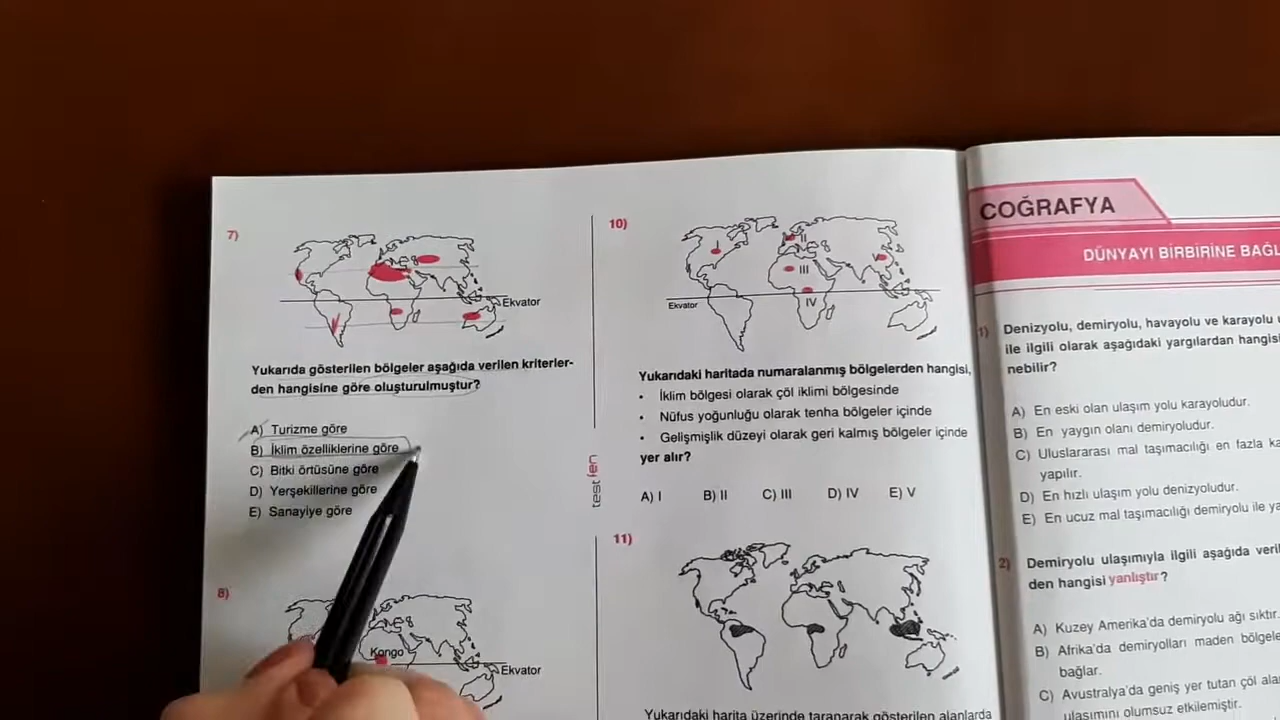 7)
Ekvator
Yukarıda gösterilen bölgeler aşağıda verilen kriterler-
den hangisine göre oluşturulmuştur?
A) Turizme göre
B) İklim özelliklerine göre
C) Bitki örtüsüne göre
D) Yerşekillerine göre
E) Sanayiye göre
8)
Kongo
Ekvator
test fen
10)
I
II
III
IV
V
Ekvator
Yukarıdaki haritada numaralanmış bölgelerden hangisi,
• İklim bölgesi olarak çöl iklimi bölgesinde
• Nüfus yoğunluğu olarak tenha bölgeler içinde
• Gelişmişlik düzeyi olarak geri kalmış bölgeler içinde
yer alır?
A) I B) II C) III D) IV E) V
11)
Yukarıdaki harita üzerinde taranarak gösterilen alanlarda
COĞRAFYA
DÜNYAYI BİRBİRİNE BAĞL
1) Denizyolu, demiryolu, havayolu ve karayolu u
ile ilgili olarak aşağıdaki yargılardan hangis
nebilir?
A) En eski olan ulaşım yolu karayoludur.
B) En yaygın olanı demiryoludur.
C) Uluslararası mal taşımacılığı en fazla ka
yapılır.
D) En hızlı ulaşım yolu denizyoludur.
E) En ucuz mal taşımacılığı demiryolu ile ya
2) Demiryolu ulaşımıyla ilgili aşağıda veril
den hangisi yanlıştır?
A) Kuzey Amerika'da demiryolu ağı sıktır.
B) Afrika'da demiryolları maden bölgele
bağlar.
C) Avustralya'da geniş yer tutan çöl ala
ulaşımını olumsuz etkilemiştir.